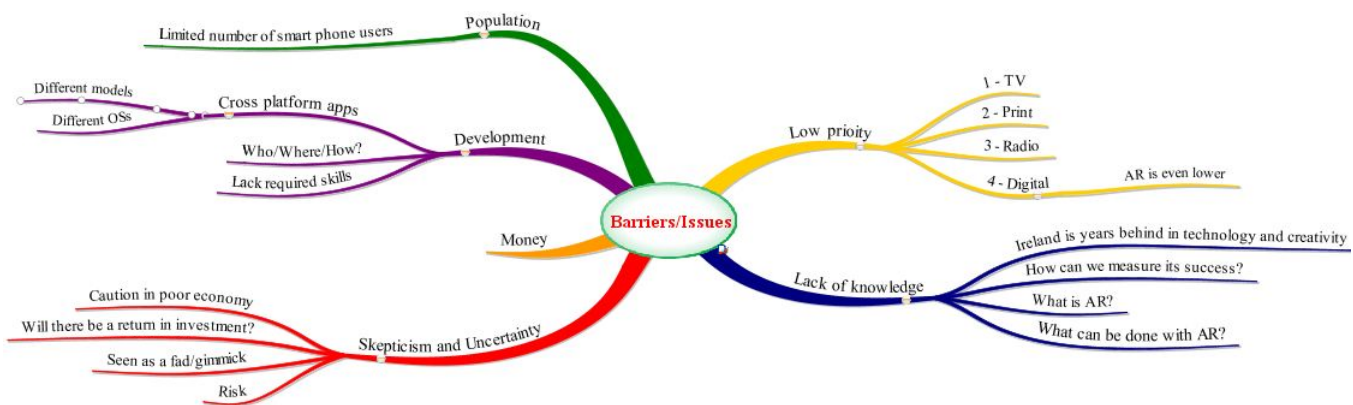 Population
Limited number of smart phone users
Different models
Cross platform apps
Different OSs
Development
Who/Where/How?
Lack required skills
Barriers/Issues
Money
Skepticism and Uncertainty
Caution in poor economy
Will there be a return in investment?
Seen as a fad/gimmick
Risk
Low prioity
1 - TV
2 - Print
3 - Radio
4 - Digital
AR is even lower
Lack of knowledge
Ireland is years behind in technology and creativity
How can we measure its success?
What is AR?
What can be done with AR?